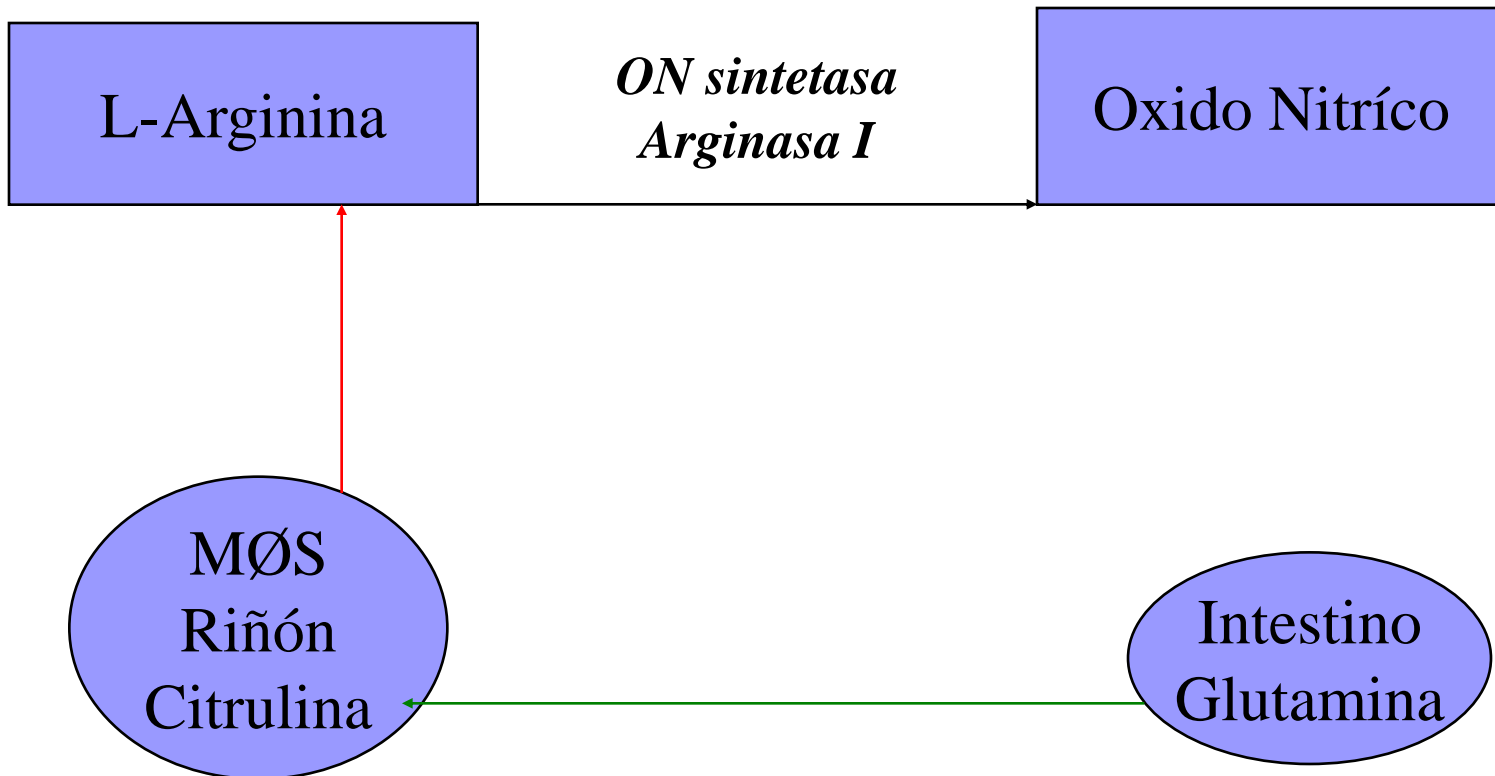 L-Arginina
ON sintetasa
Arginasa I
Oxido Nitríco
MØS
Riñón
Citrulina
Intestino
Glutamina